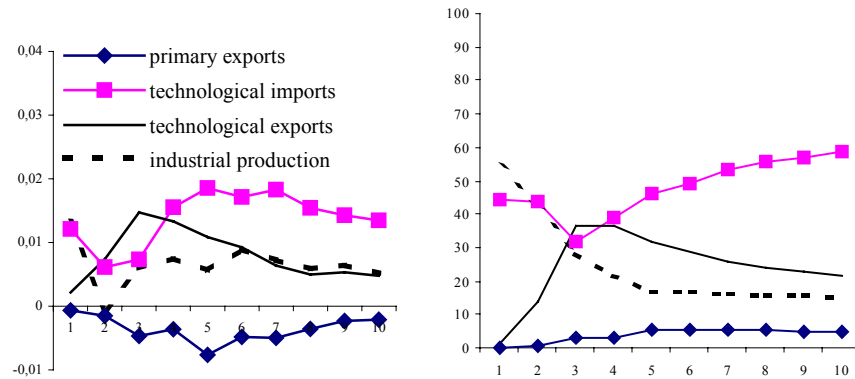 0,04
0,03
0,02
0,01
0
-0,01
primary exports
technological imports
technological exports
industrial production
1 2 3 4 5 6 7 8 9 10
100
90
80
70
60
50
40
30
20
10
0
1 2 3 4 5 6 7 8 9 10